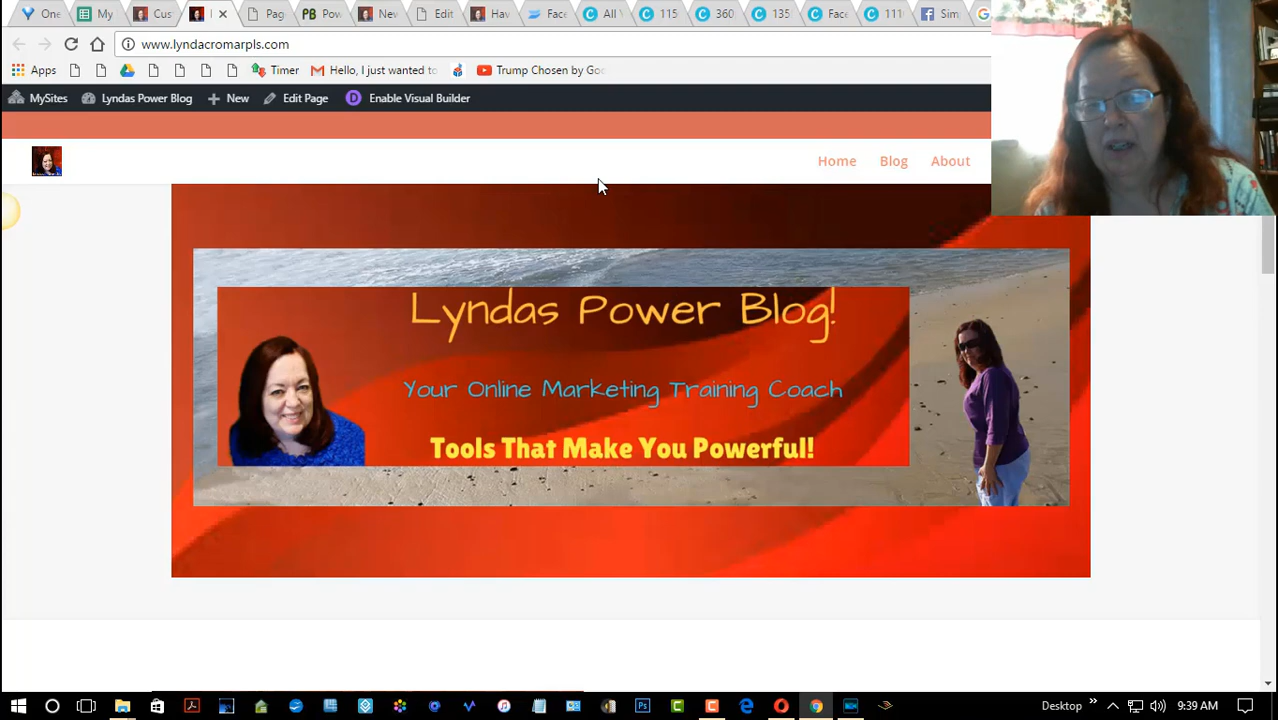 One
My
Cus
Pag
Pow
New
Edit
Hav
Face
All Y
115
360
135
Face
111
Sim
www.lyndacromarpls.com
Apps
Timer
Hello, I just wanted to
Trump Chosen by Go
MySites
Lyndas Power Blog
New
Edit Page
Enable Visual Builder
Home
Blog
About
Lyndas Power Blog!
Your Online Marketing Training Coach
Tools That Make You Powerful!
Desktop
9:39 AM